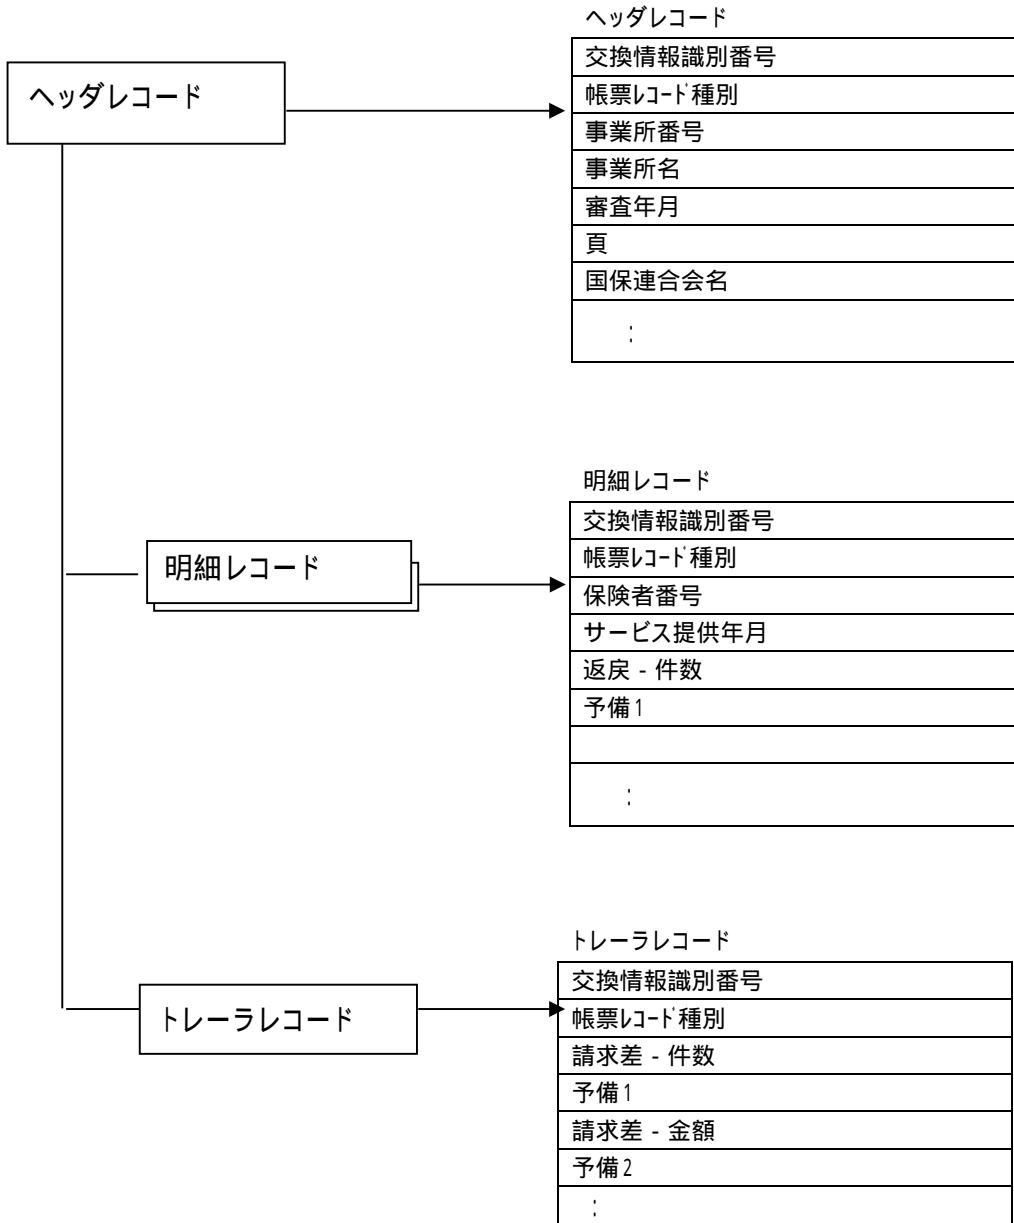 ヘッダレコード
ヘッダレコード
交換情報識別番号
帳票ﾚｺｰﾄﾞ種別
事業所番号
事業所名
審査年月
頁
国保連合会名
:
明細レコード
明細レコード
交換情報識別番号
帳票ﾚｺｰﾄﾞ種別
保険者番号
サービス提供年月
返戻‐件数
予備1
:
トレーラレコード
トレーラレコード
交換情報識別番号
帳票ﾚｺｰﾄﾞ種別
請求差‐件数
予備1
請求差‐金額
予備2
: